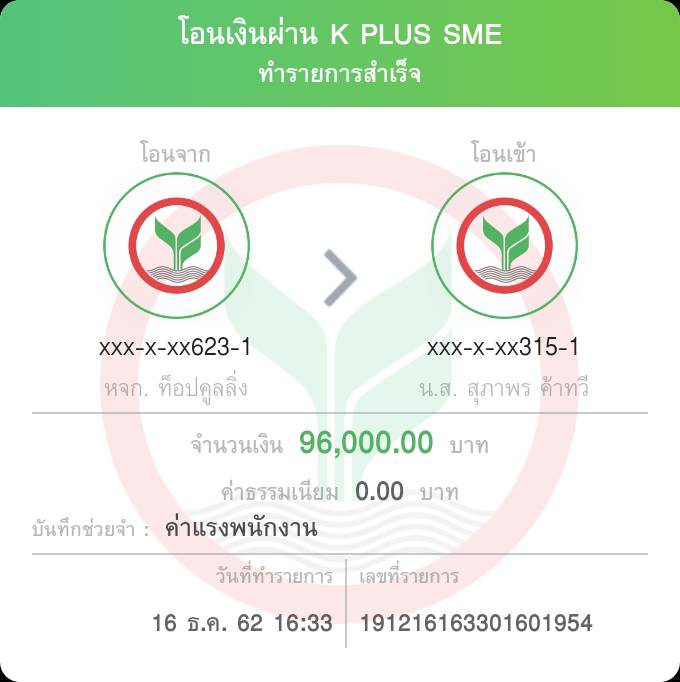 โอนเงินผ่าน K PLUS SME
ทำรายการสำเร็จ
โอนจาก
โอนเข้า
xxx-x-xx623-1
xxx-x-xx315-1
หจก. ท็อปคูลลิ่ง
น.ส. สุภาพร ค้าทวี
จำนวนเงิน 96,000.00 บาท
ค่าธรรมเนียม 0.00 บาท
บันทึกช่วยจำ : ค่าแรงพนักงาน
วันที่ทำรายการ
เลขที่รายการ
16 ธ.ค. 62 16:33
191216163301601954